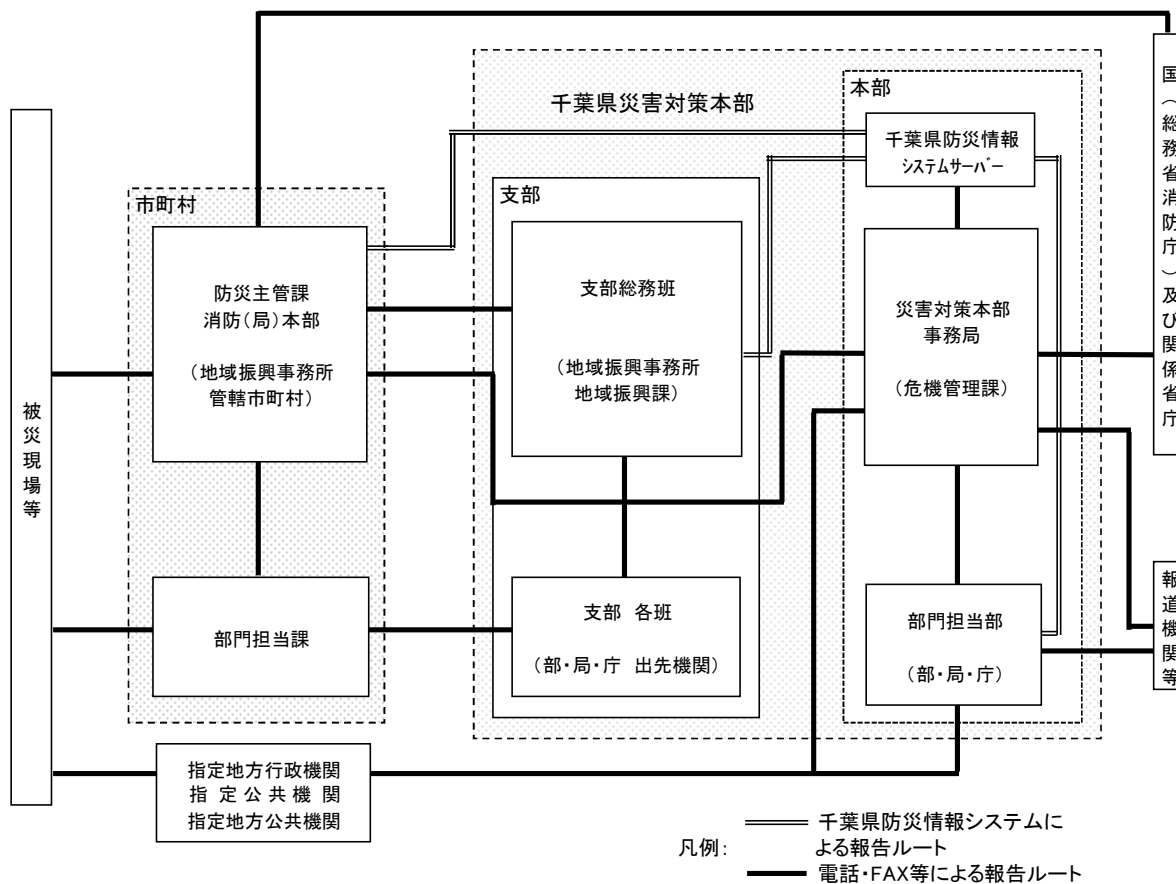 千葉県災害対策本部
本部
千葉県防災情報
システムサーバー
市町村
支部
防災主管課
消防(局)本部
(地域振興事務所
管轄市町村)
支部総務班
(地域振興事務所
地域振興課)
災害対策本部
事務局
(危機管理課)
国(総務省消防庁)及び関係省庁
被災現場等
部門担当課
支部 各班
(部・局・庁 出先機関)
部門担当部
(部・局・庁)
報道機関等
指定地方行政機関
指定公共機関
指定地方公共機関
凡例:
千葉県防災情報システムに
よる報告ルート
電話・FAX等による報告ルート